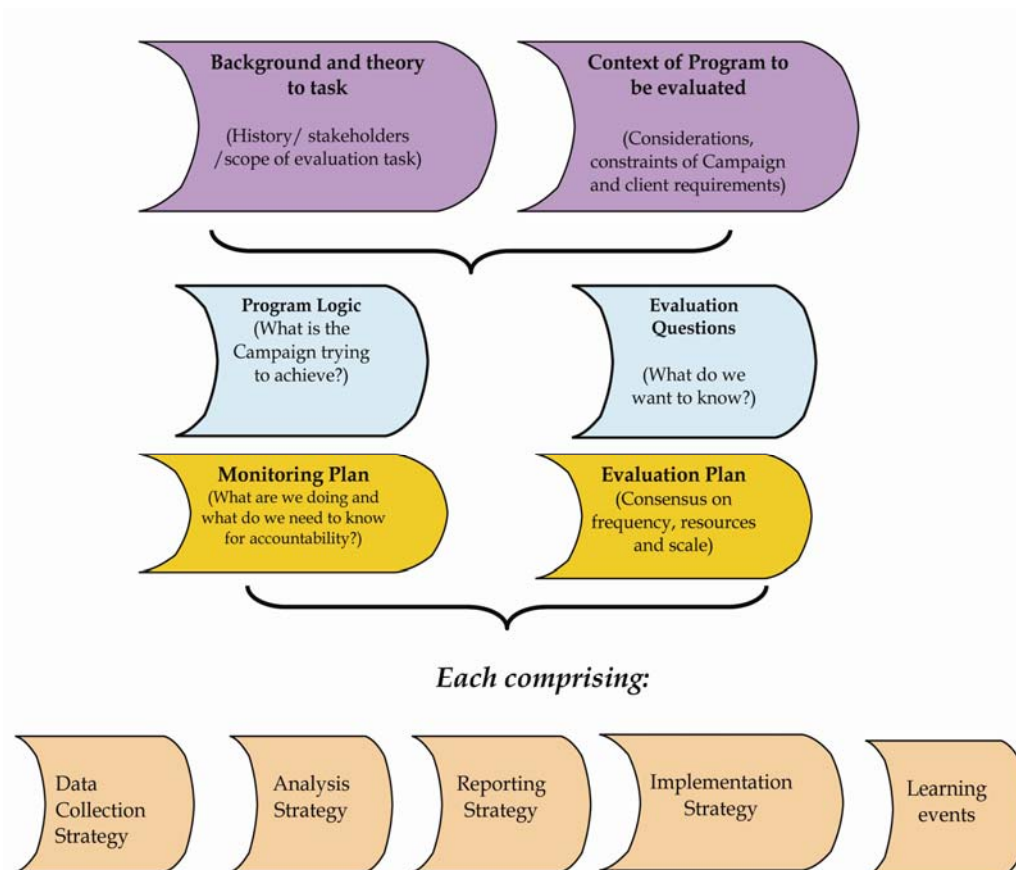 Background and theory
to task
(History/ stakeholders
/scope of evaluation task)
Context of Program to
be evaluated
(Considerations,
constraints of Campaign
and client requirements)
Program Logic
(What is the
Campaign trying
to achieve?)
Evaluation
Questions
(What do we
want to know?)
Monitoring Plan
(What are we doing and
what do we need to know
for accountability?)
Evaluation Plan
(Consensus on
frequency, resources
and scale)
Each comprising:
Data
Collection
Strategy
Analysis
Strategy
Reporting
Strategy
Implementation
Strategy
Learning
events